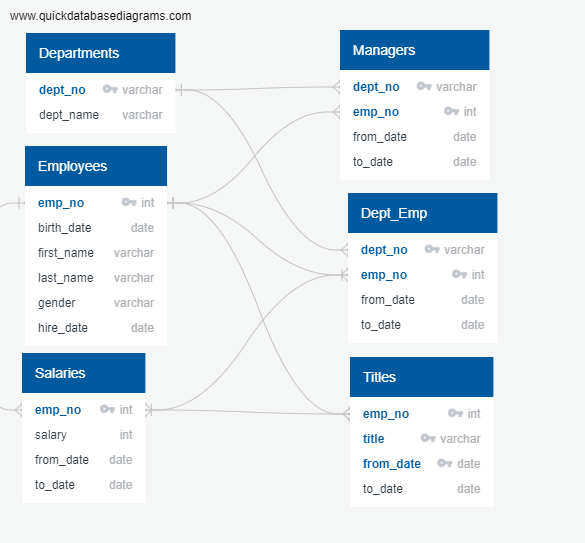 www.quickdatabasediagrams.com
Departments
dept_no varchar
dept_name varchar
Employees
emp_no int
birth_date date
first_name varchar
last_name varchar
gender varchar
hire_date date
Salaries
emp_no int
salary int
from_date date
to_date date
Managers
dept_no varchar
emp_no int
from_date date
to_date date
Dept_Emp
dept_no varchar
emp_no int
from_date date
to_date date
Titles
emp_no int
title varchar
from_date date
to_date date